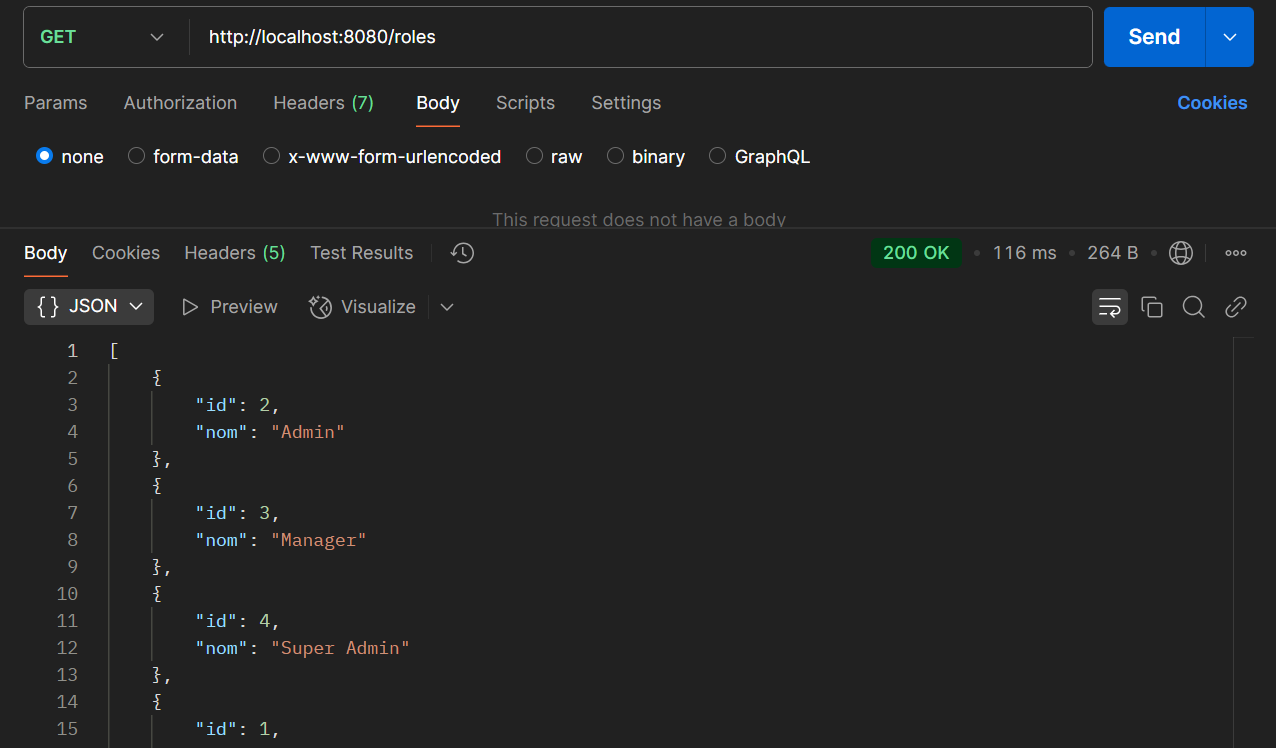 GET http://localhost:8080/roles Send
Params Authorization Headers (7) Body Scripts Settings Cookies
none form-data x-www-form-urlencoded raw binary GraphQL
This request does not have a body
Body Cookies Headers (5) Test Results 200 OK • 116 ms • 264 B •
{} JSON Preview Visualize
1 [
2 {
3 "id": 2,
4 "nom": "Admin"
5 },
6 {
7 "id": 3,
8 "nom": "Manager"
9 },
10 {
11 "id": 4,
12 "nom": "Super Admin"
13 },
14 {
15 "id": 1,